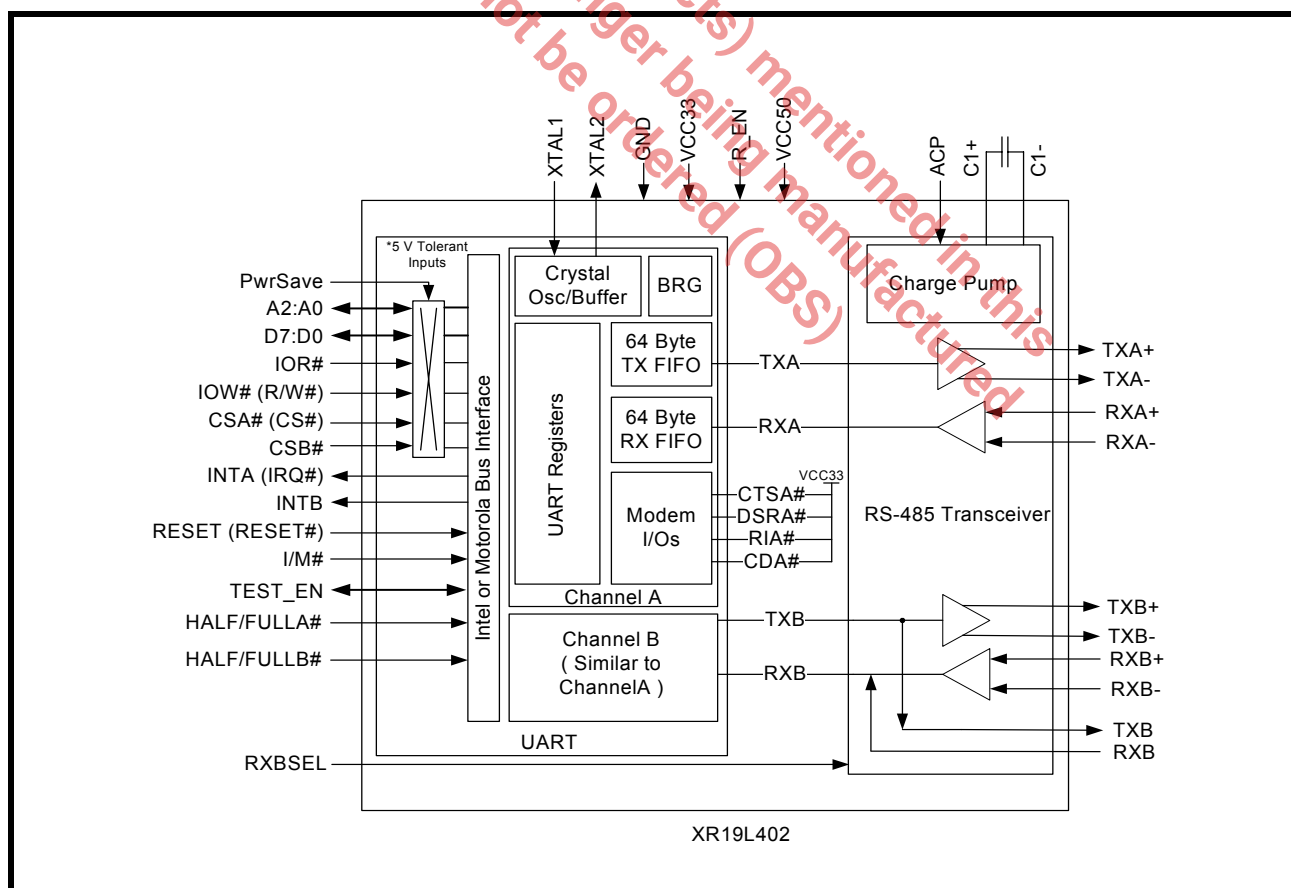 cts) mentioned in this
nger being manufactured
not be ordered (OBS)
XTAL1
XTAL2
GND
VCC33
R_EN
VCC50
ACP
C1+
C1-
*5 V Tolerant
Inputs
PwrSave
A2:A0
D7:D0
IOR#
IOW# (R/W#)
CSA# (CS#)
CSB#
INTA (IRQ#)
INTB
RESET (RESET#)
I/M#
TEST_EN
HALF/FULLA#
HALF/FULLB#
RXBSEL
Intel or Motorola Bus Interface
Crystal
Osc/Buffer
BRG
UART Registers
64 Byte
TX FIFO
64 Byte
RX FIFO
Modem
I/Os
Channel A
Channel B
( Similar to
ChannelA )
UART
TXA
RXA
VCC33
CTSA#
DSRA#
RIA#
CDA#
TXB
RXB
Charge Pump
RS-485 Transceiver
TXA+
TXA-
RXA+
RXA-
TXB+
TXB-
RXB+
RXB-
TXB
RXB
XR19L402